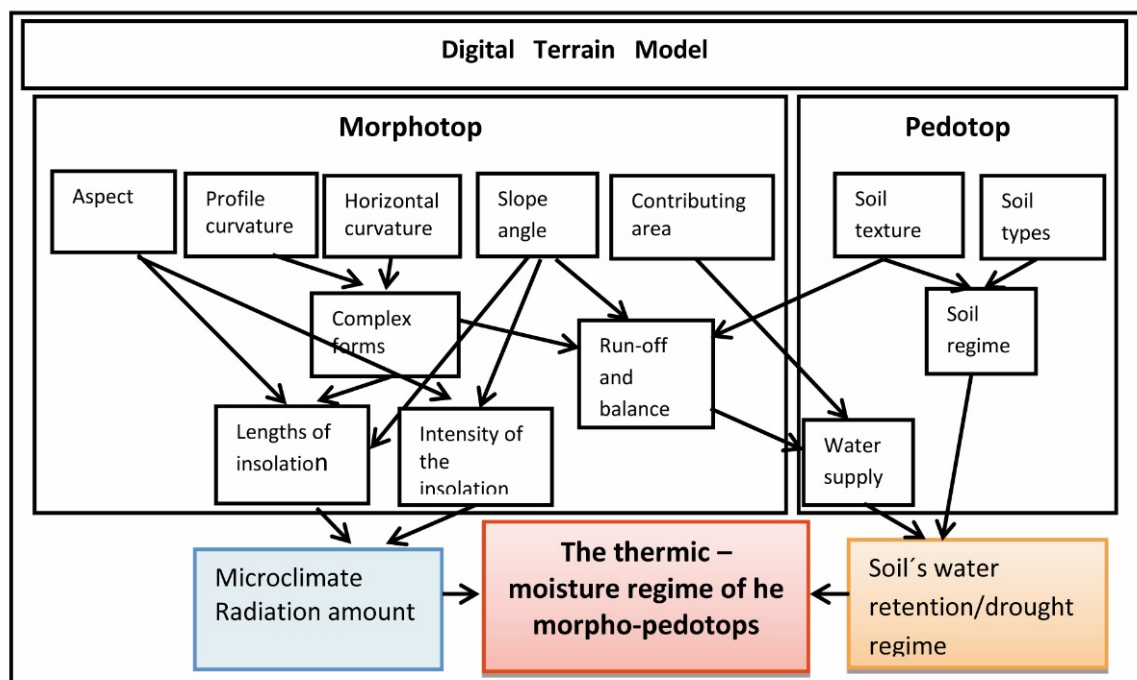 Digital Terrain Model
Morphotop
Pedotop
Aspect
Profile
curvature
Horizontal
curvature
Slope
angle
Contributing
area
Soil
texture
Soil
types
Complex
forms
Run-off
and
balance
Soil
regime
Lengths of
insolation
Intensity of
the
insolation
Water
supply
Microclimate
Radiation amount
The thermic –
moisture regime of he
morpho-pedotops
Soil´s water
retention/drought
regime